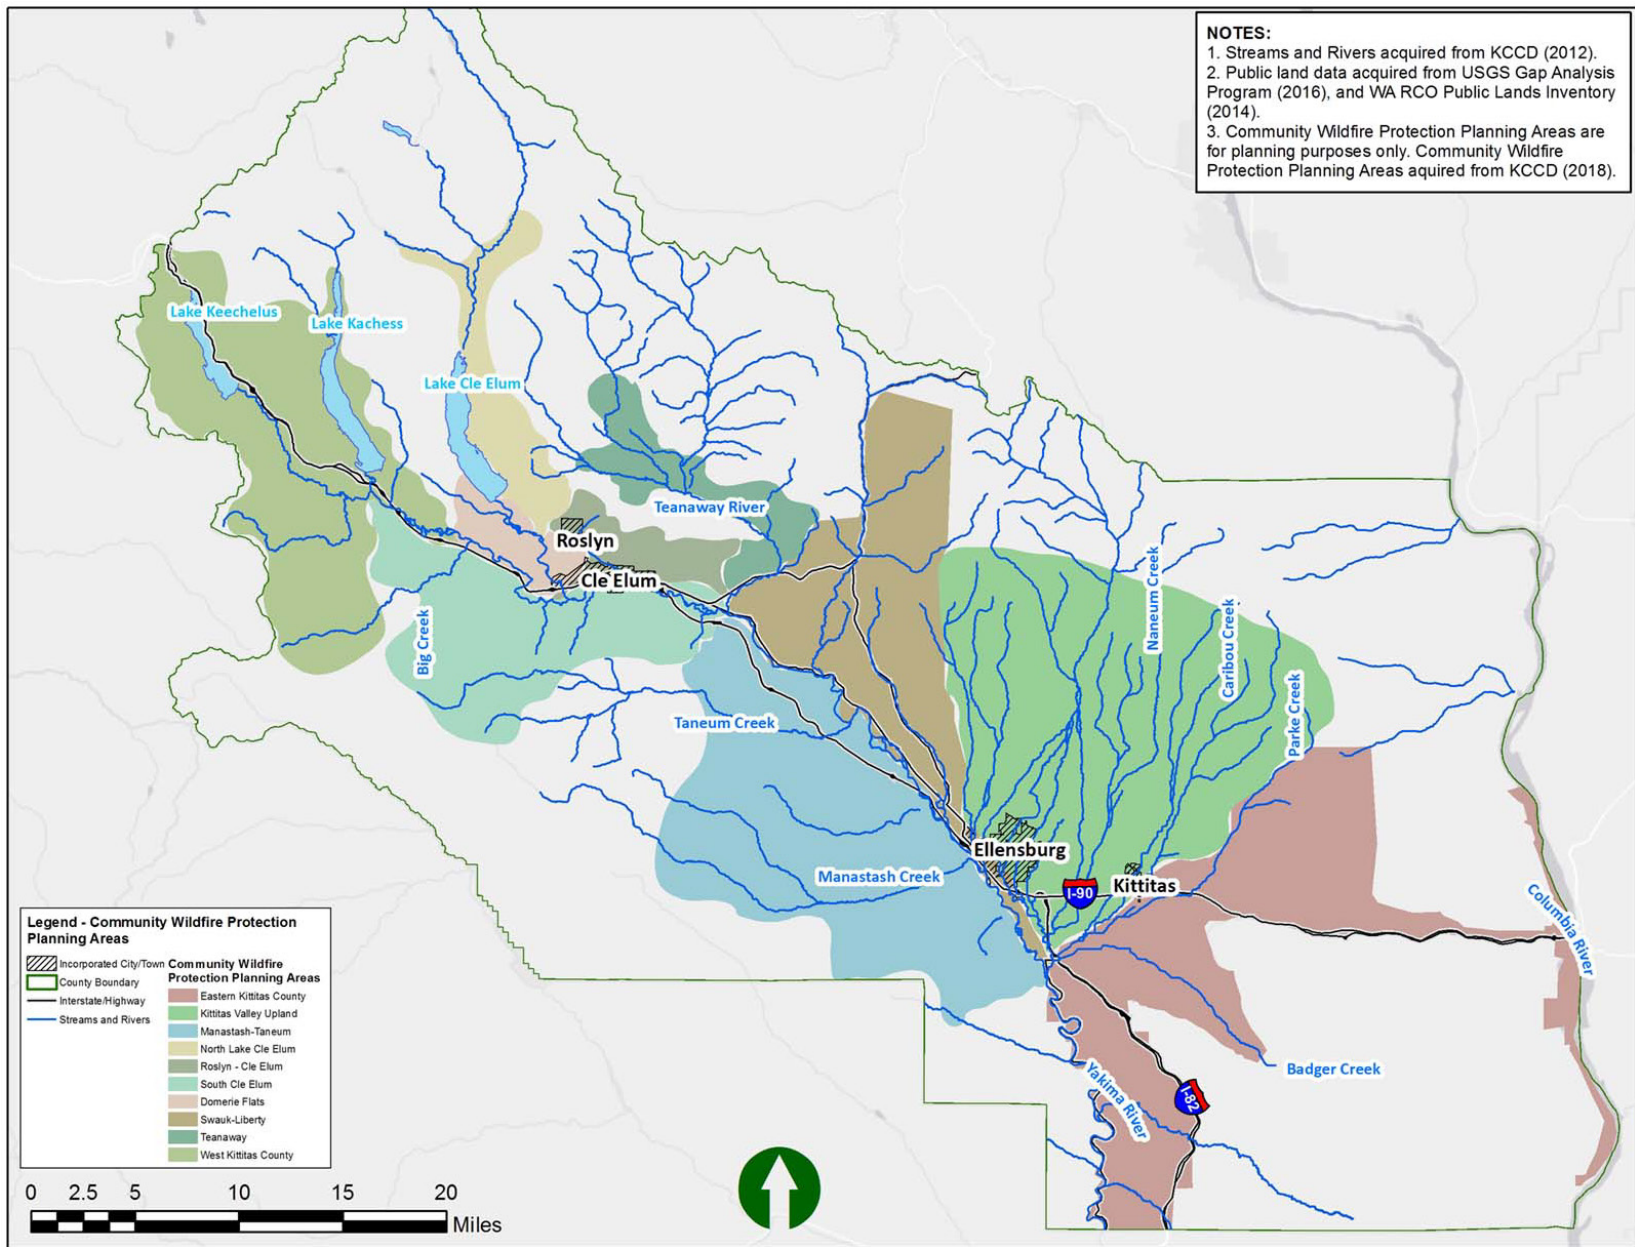 NOTES:
1. Streams and Rivers acquired from KCCD (2012).
2. Public land data acquired from USGS Gap Analysis
Program (2016), and WA RCO Public Lands Inventory
(2014).
3. Community Wildfire Protection Planning Areas are
for planning purposes only. Community Wildfire
Protection Planning Areas aquired from KCCD (2018).
Lake Keechelus
Lake Kachess
Lake Cle Elum
Teanaway River
Roslyn
Cle Elum
Big Creek
Naneum Creek
Caribou Creek
Parke Creek
Taneum Creek
Manastash Creek
Ellensburg
I-90
Kittitas
Columbia River
Badger Creek
Yakima River
I-82
Legend - Community Wildfire Protection
Planning Areas
Incorporated City/Town
County Boundary
Interstate/Highway
Streams and Rivers
Community Wildfire
Protection Planning Areas
Eastern Kittitas County
Kittitas Valley Upland
Manastash-Taneum
North Lake Cle Elum
Roslyn - Cle Elum
South Cle Elum
Domerie Flats
Swauk-Liberty
Teanaway
West Kittitas County
0 2.5 5 10 15 20
Miles